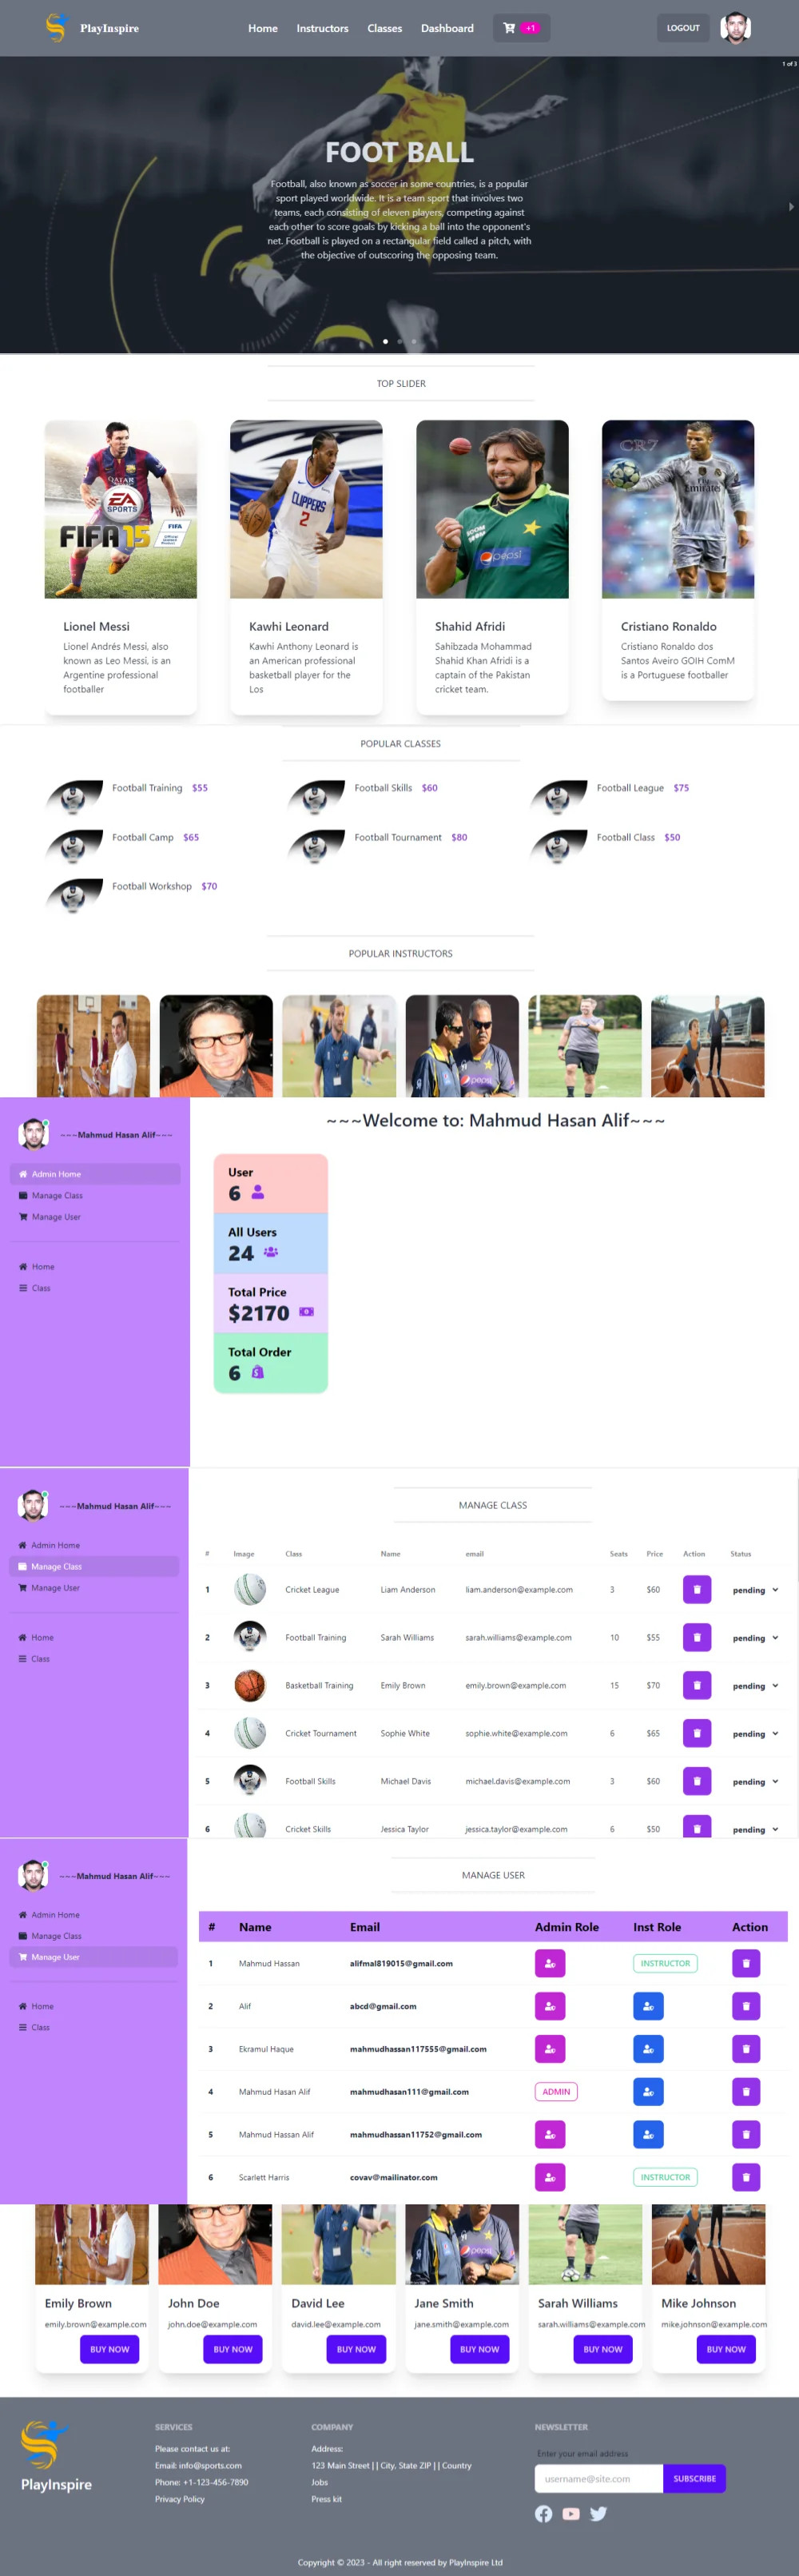 PlayInspire
Home Instructors Classes Dashboard +1 LOGOUT
1 of 3
FOOT BALL
Football, also known as soccer in some countries, is a popular
sport played worldwide. It is a team sport that involves two
teams, each consisting of eleven players, competing against
each other to score goals by kicking a ball into the opponent's
net. Football is played on a rectangular field called a pitch, with
the objective of outscoring the opposing team.
TOP SLIDER
QATAR
EA
SPORTS
FIFA 15
FIFA
CLIPPERS
2
BOOM BOOM
pepsi
CR7
Fly
Emirates
7
Lionel Messi
Lionel Andrés Messi, also
known as Leo Messi, is an
Argentine professional
footballer
Kawhi Leonard
Kawhi Anthony Leonard is
an American professional
basketball player for the
Los
Shahid Afridi
Sahibzada Mohammad
Shahid Khan Afridi is a
captain of the Pakistan
cricket team.
Cristiano Ronaldo
Cristiano Ronaldo dos
Santos Aveiro GOIH ComM
is a Portuguese footballer
POPULAR CLASSES
Football Training $55
Football Skills $60
Football League $75
Football Camp $65
Football Tournament $80
Football Class $50
Football Workshop $70
POPULAR INSTRUCTORS
pepsi
~~~Mahmud Hasan Alif~~~
Admin Home
Manage Class
Manage User
Home
Class
~~~Welcome to: Mahmud Hasan Alif~~~
User
6
All Users
24
Total Price
$2170
Total Order
6
~~~Mahmud Hasan Alif~~~
Admin Home
Manage Class
Manage User
Home
Class
MANAGE CLASS
# Image Class Name email Seats Price Action Status
1 Cricket League Liam Anderson liam.anderson@example.com 3 $60 pending
2 Football Training Sarah Williams sarah.williams@example.com 10 $55 pending
3 Basketball Training Emily Brown emily.brown@example.com 15 $70 pending
4 Cricket Tournament Sophie White sophie.white@example.com 6 $65 pending
5 Football Skills Michael Davis michael.davis@example.com 3 $60 pending
6 Cricket Skills Jessica Taylor jessica.taylor@example.com 6 $50 pending
~~~Mahmud Hasan Alif~~~
Admin Home
Manage Class
Manage User
Home
Class
MANAGE USER
# Name Email Admin Role Inst Role Action
1 Mahmud Hassan alifmal819015@gmail.com INSTRUCTOR
2 Alif abcd@gmail.com
3 Ekramul Haque mahmudhassan117555@gmail.com
4 Mahmud Hasan Alif mahmudhasan111@gmail.com ADMIN
5 Mahmud Hassan Alif mahmudhassan11752@gmail.com
6 Scarlett Harris covav@mailinator.com INSTRUCTOR
pepsi
Emily Brown
emily.brown@example.com
BUY NOW
John Doe
john.doe@example.com
BUY NOW
David Lee
david.lee@example.com
BUY NOW
Jane Smith
jane.smith@example.com
BUY NOW
Sarah Williams
sarah.williams@example.com
BUY NOW
Mike Johnson
mike.johnson@example.com
BUY NOW
PlayInspire
SERVICES
Please contact us at:
Email: info@sports.com
Phone: +1-123-456-7890
Privacy Policy
COMPANY
Address:
123 Main Street || City, State ZIP || Country
Jobs
Press kit
NEWSLETTER
Enter your email address
username@site.com SUBSCRIBE
Copyright © 2023 - All right reserved by PlayInspire Ltd